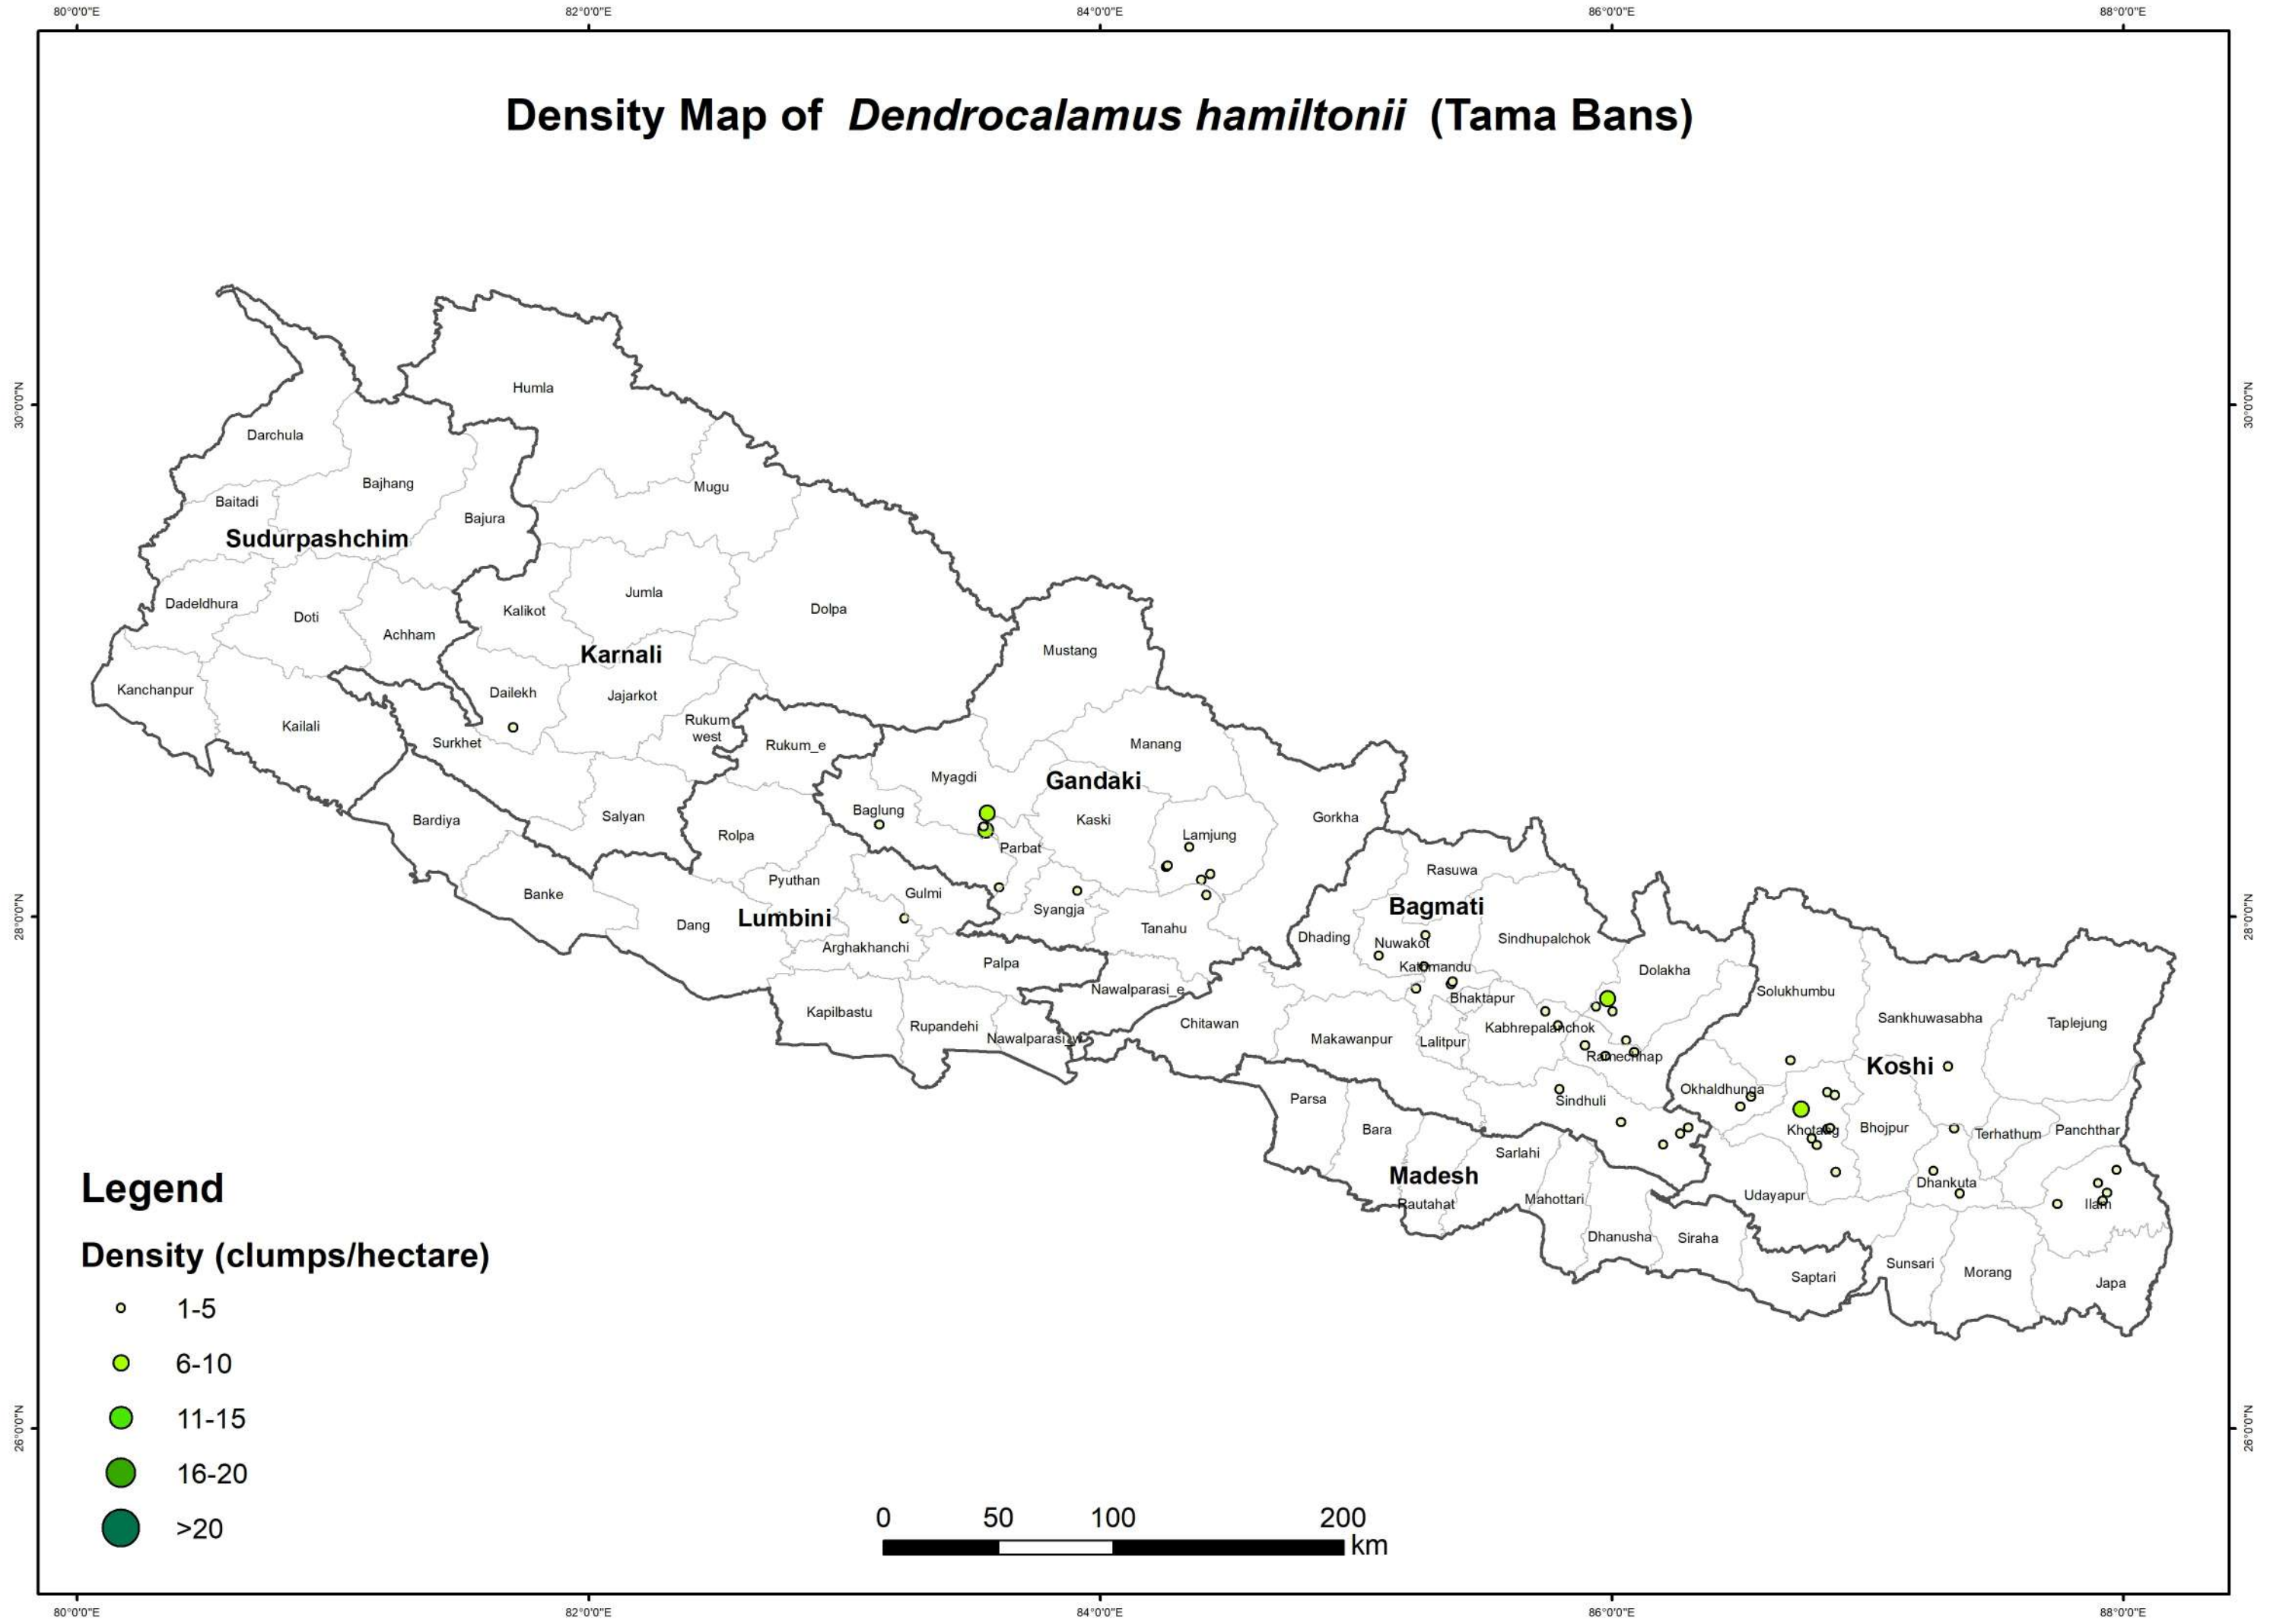 80°0'0"E 82°0'0"E 84°0'0"E 86°0'0"E 88°0'0"E
Density Map of Dendrocalamus hamiltonii (Tama Bans)
30°0'0"N 30°0'0"N
28°0'0"N 28°0'0"N
26°0'0"N 26°0'0"N
Humla
Darchula
Bajhang
Mugu
Baitadi
Bajura
Sudurpashchim
Jumla
Dadeldhura
Kalikot
Dolpa
Doti
Achham
Karnali
Mustang
Kanchanpur
Dailekh
Jajarkot
Kailali
Rukum
west
Surkhet
Rukum_e
Manang
Myagdi
Gandaki
Baglung
Bardiya
Salyan
Kaski
Gorkha
Rolpa
Lamjung
Parbat
Rasuwa
Pyuthan
Banke
Gulmi
Syangja
Bagmati
Dang
Lumbini
Tanahu
Dhading
Nuwakot
Sindhupalchok
Arghakhanchi
Palpa
Kathmandu
Dolakha
Nawalparasi_e
Bhaktapur
Solukhumbu
Kapilbastu
Rupandehi
Chitawan
Kabhrepalanchok
Sankhuwasabha
Taplejung
Nawalparasi_w
Makawanpur
Lalitpur
Ramechhap
Koshi
Parsa
Sindhuli
Okhaldhunga
Bara
Khotang
Bhojpur
Terhathum
Panchthar
Sarlahi
Madesh
Dhankuta
Rautahat
Mahottari
Udayapur
Ilam
Dhanusha
Siraha
Saptari
Sunsari
Morang
Japa
Legend
Density (clumps/hectare)
1-5
6-10
11-15
16-20
>20
0 50 100 200
km
80°0'0"E 82°0'0"E 84°0'0"E 86°0'0"E 88°0'0"E